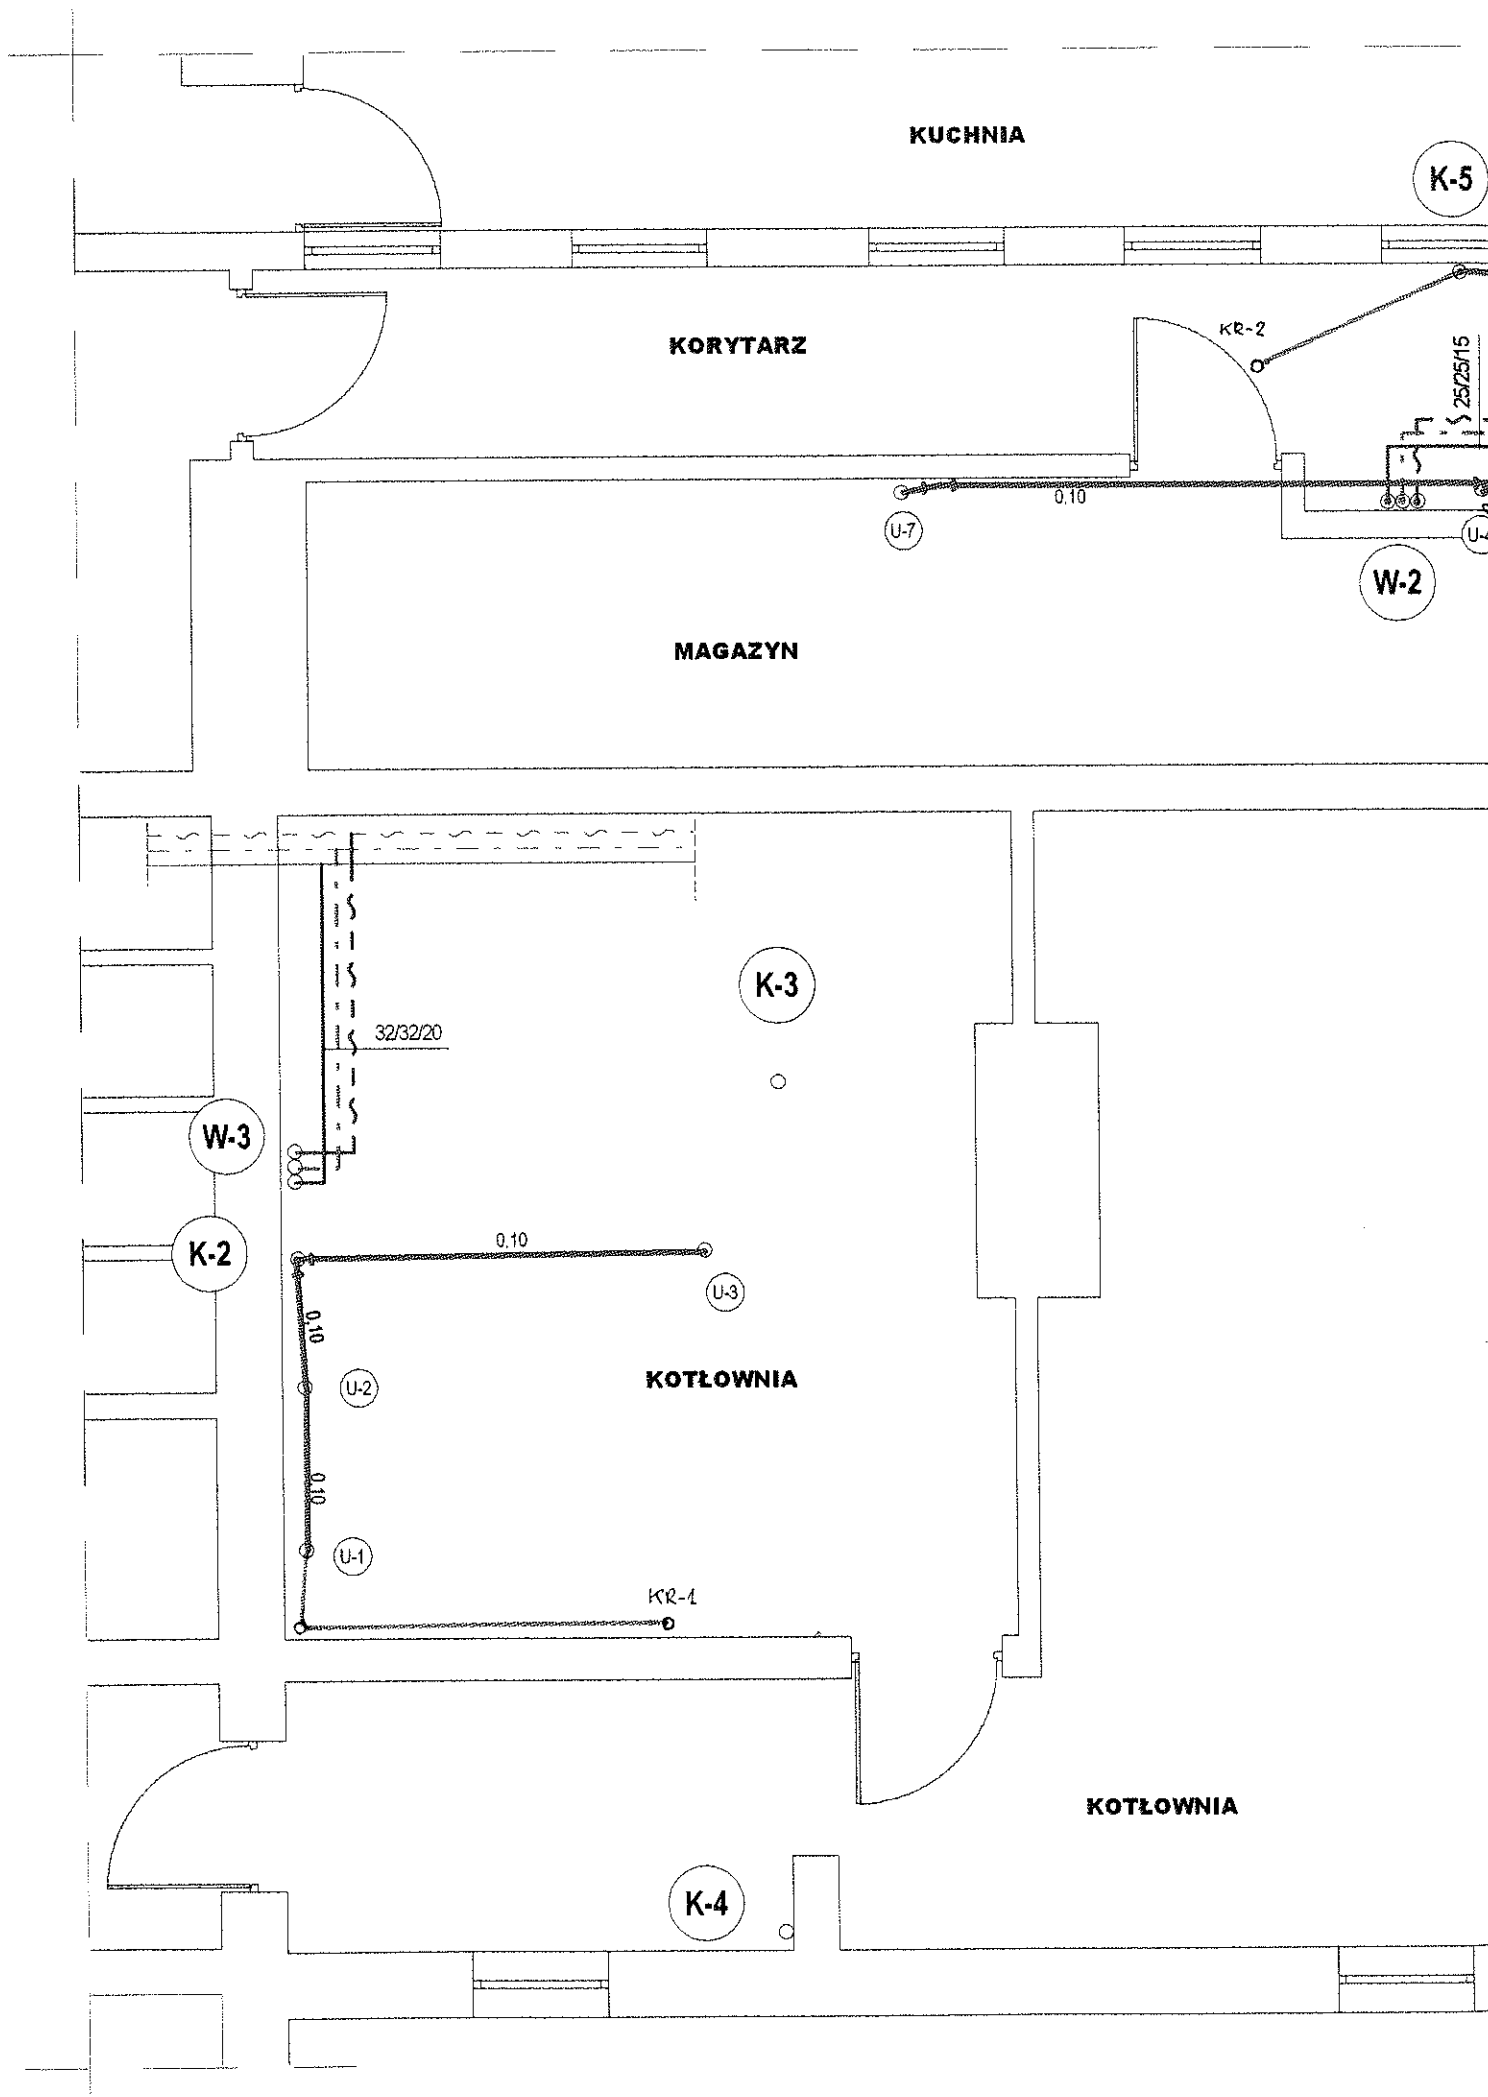 KUCHNIA
K-5
KORYTARZ
KR-2
25/25/15
0,10
U-7
W-2
MAGAZYN
K-3
32/32/20
W-3
K-2
0,10
U-3
0,10
KOTŁOWNIA
U-2
0,10
U-1
KR-1
KOTŁOWNIA
K-4